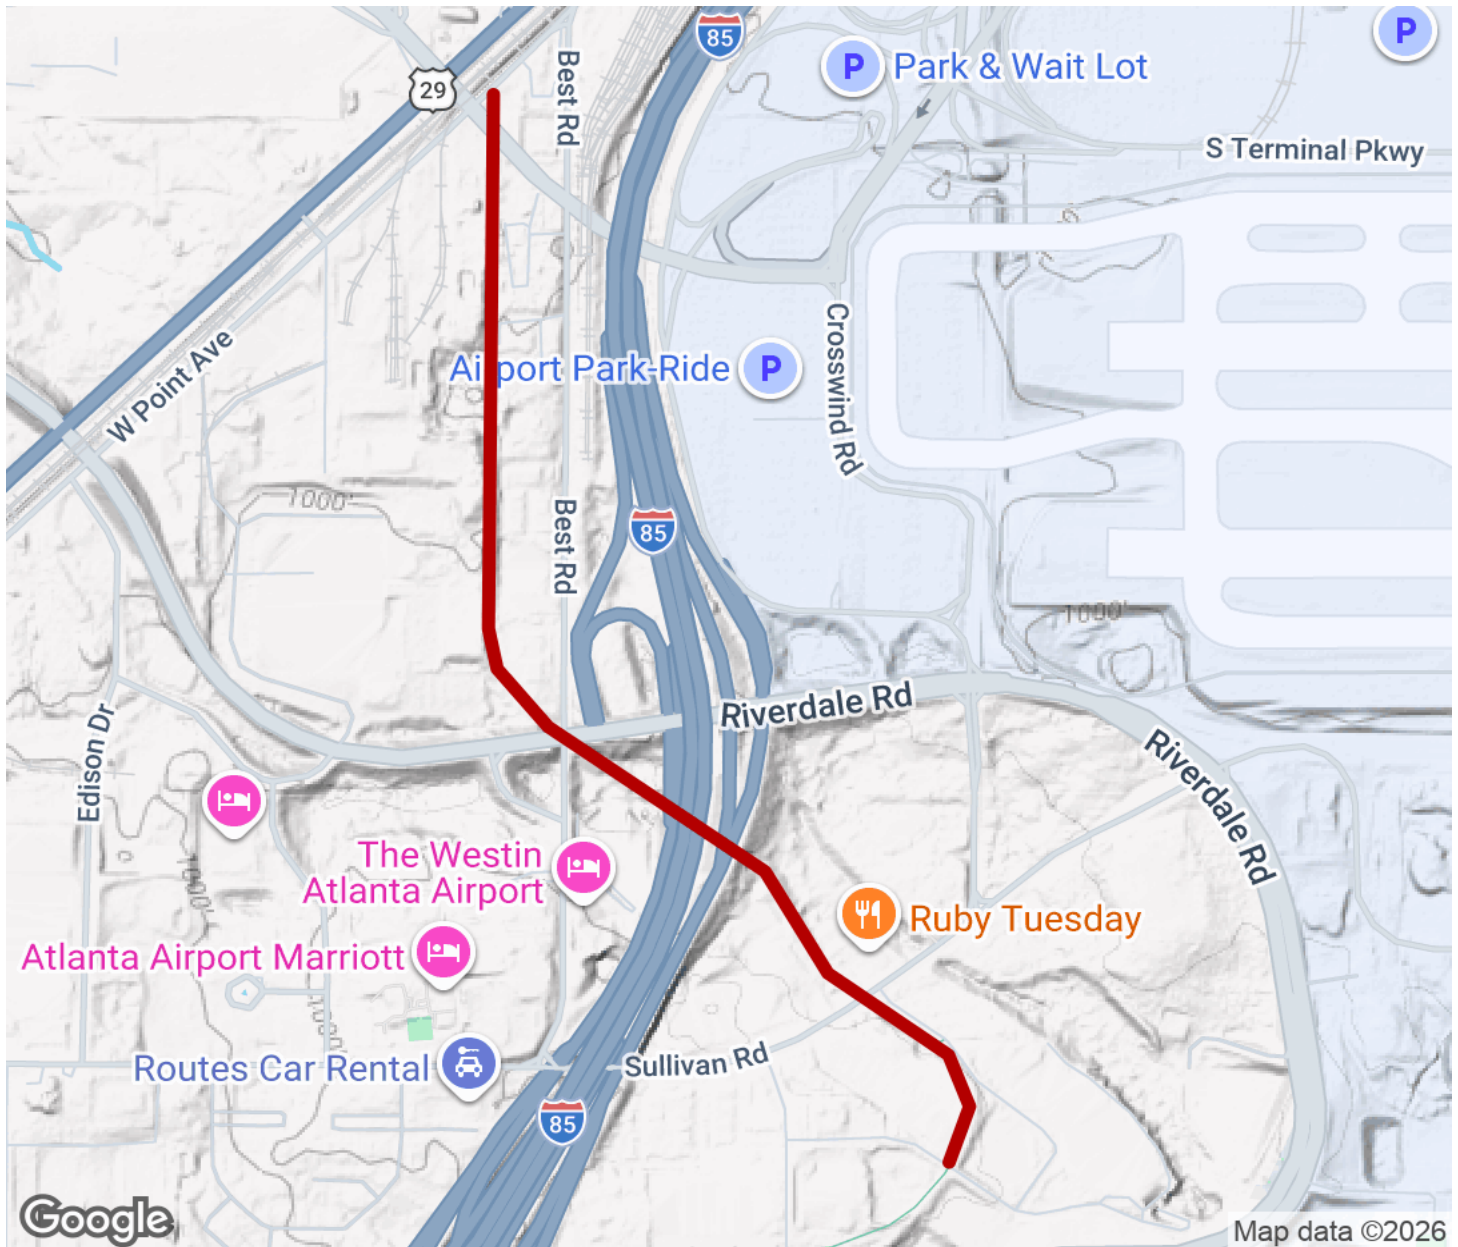 85
P
29
Best Rd
P
Park & Wait Lot
S Terminal Pkwy
W Point Ave
Airport Park-Ride
P
Crosswind Rd
1000'
Best Rd
85
1000'
Edison Dr
Riverdale Rd
Riverdale Rd
The Westin
Atlanta Airport
1000'
Ruby Tuesday
Atlanta Airport Marriott
1000'
Routes Car Rental
Sullivan Rd
85
Google
Map data ©2026